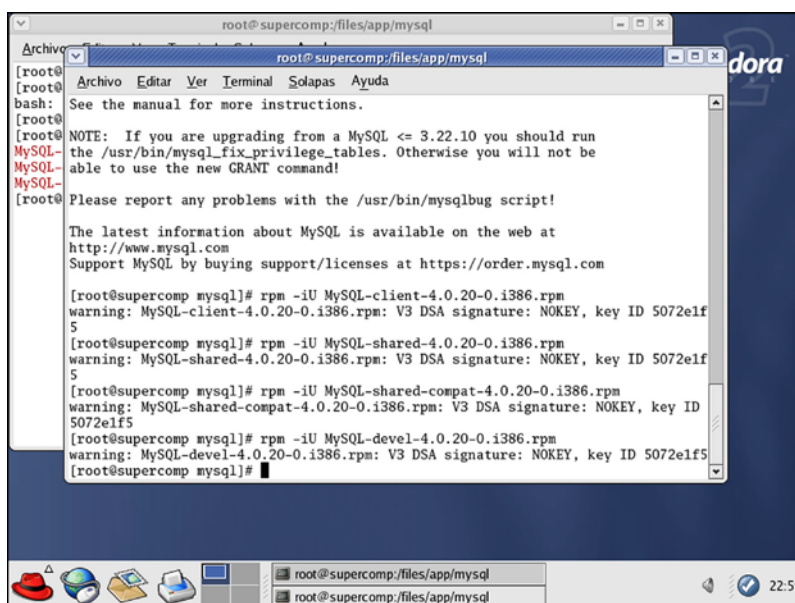 root@supercomp:/files/app/mysql
Archivo
root@supercomp:/files/app/mysql
dora
2
Archivo Editar Ver Terminal Solapas Ayuda
[root@
[root@
bash:
[root@
[root@
MySQL-
MySQL-
MySQL-
[root@
See the manual for more instructions.
NOTE: If you are upgrading from a MySQL <= 3.22.10 you should run
the /usr/bin/mysql_fix_privilege_tables. Otherwise you will not be
able to use the new GRANT command!
Please report any problems with the /usr/bin/mysqlbug script!
The latest information about MySQL is available on the web at
http://www.mysql.com
Support MySQL by buying support/licenses at https://order.mysql.com
[root@supercomp mysql]# rpm -iU MySQL-client-4.0.20-0.i386.rpm
warning: MySQL-client-4.0.20-0.i386.rpm: V3 DSA signature: NOKEY, key ID 5072e1f
5
[root@supercomp mysql]# rpm -iU MySQL-shared-4.0.20-0.i386.rpm
warning: MySQL-shared-4.0.20-0.i386.rpm: V3 DSA signature: NOKEY, key ID 5072e1f
5
[root@supercomp mysql]# rpm -iU MySQL-shared-compat-4.0.20-0.i386.rpm
warning: MySQL-shared-compat-4.0.20-0.i386.rpm: V3 DSA signature: NOKEY, key ID
5072e1f5
[root@supercomp mysql]# rpm -iU MySQL-devel-4.0.20-0.i386.rpm
warning: MySQL-devel-4.0.20-0.i386.rpm: V3 DSA signature: NOKEY, key ID 5072e1f5
[root@supercomp mysql]#
root@supercomp:/files/app/mysql
root@supercomp:/files/app/mysql
22:5